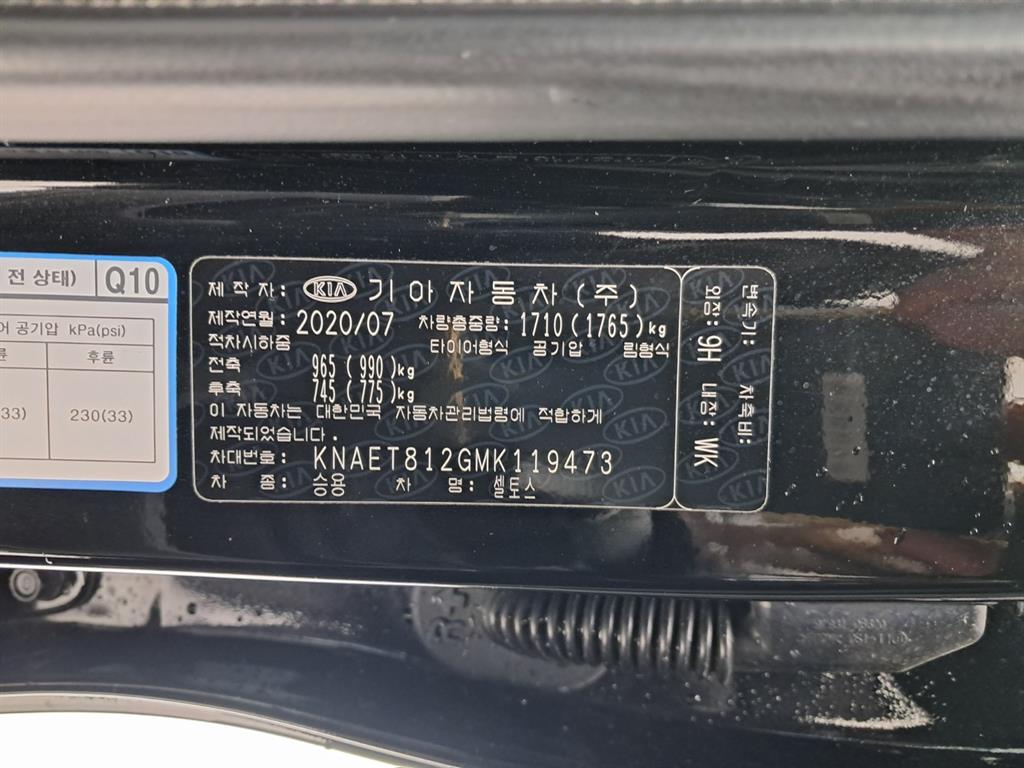 전 상태) Q10
어 공기압 kPa(psi)
후륜
(33) 230(33)
제작자: KIA 기아자동차(주)
제작연월: 2020/07 차량총중량: 1710(1765)kg
적차시하중 타이어형식 공기압 림형식
전축 965(990)kg
후축 745(775)kg
이 자동차는 대한민국 자동차관리법령에 적합하게
제작되었습니다.
차대번호: KNAET812GMK119473
차 종: 승용 차 명: 셀토스
변속기: 차축비:
외장: 9H 내장: WK